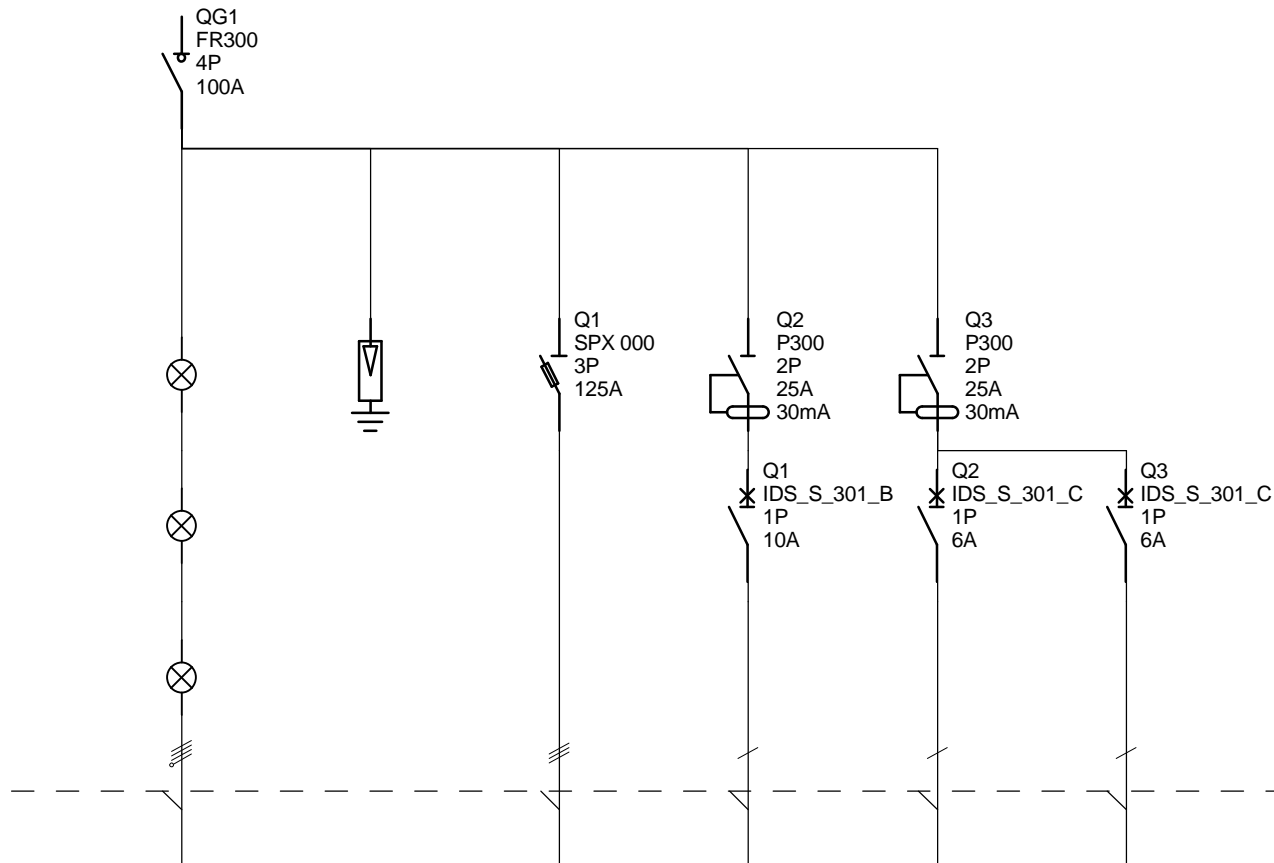 QG1
FR300
4P
100A
Q1
SPX 000
3P
125A
Q2
P300
2P
25A
30mA
Q3
P300
2P
25A
30mA
Q1
IDS_S_301_B
1P
10A
Q2
IDS_S_301_C
1P
6A
Q3
IDS_S_301_C
1P
6A